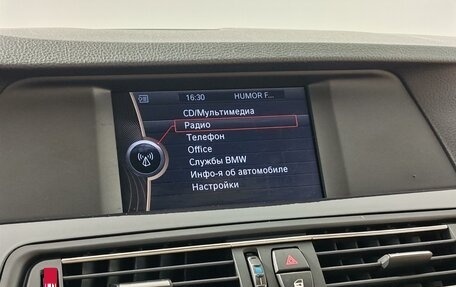 16:30 HUMOR F...
CD/Мультимедиа
Радио
Телефон
Office
Службы BMW
Инфо-я об автомобиле
Настройки